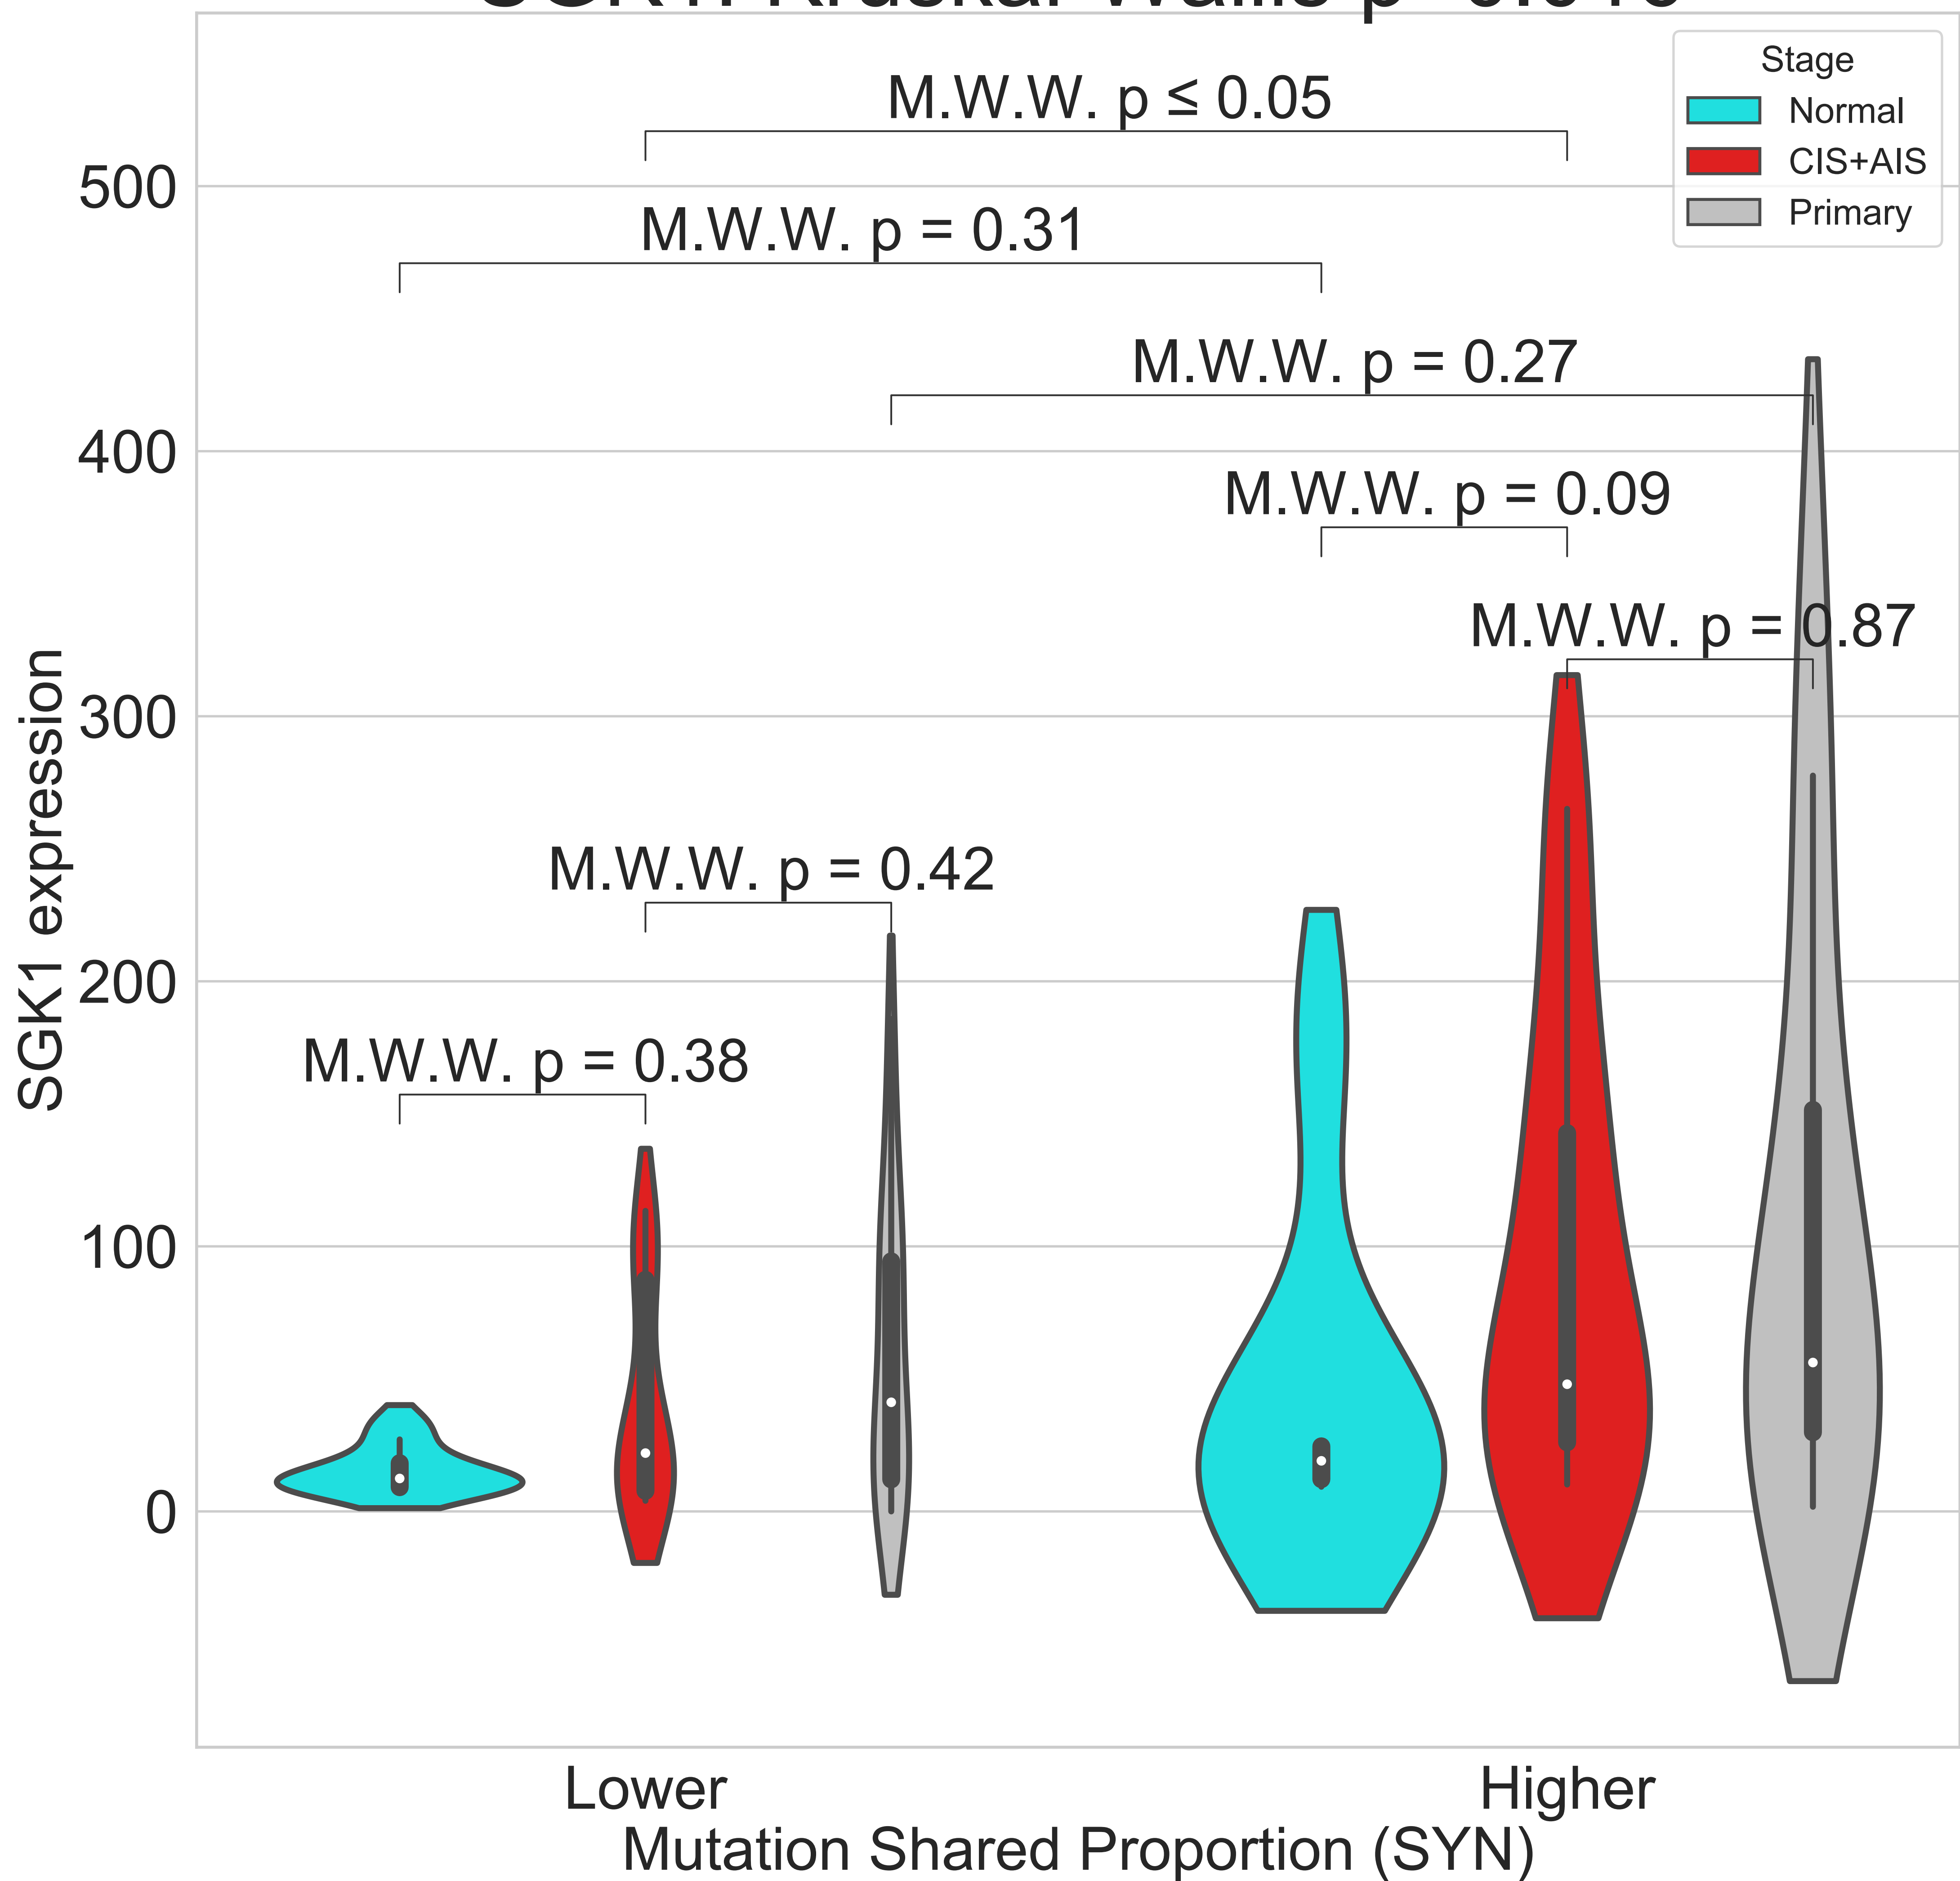 Stage
Normal
CIS+AIS
Primary
M.W.W. p ≤ 0.05
M.W.W. p = 0.31
M.W.W. p = 0.27
M.W.W. p = 0.09
M.W.W. p = 0.87
M.W.W. p = 0.42
M.W.W. p = 0.38
SGK1 expression
500
400
300
200
100
0
Lower
Higher
Mutation Shared Proportion (SYN)